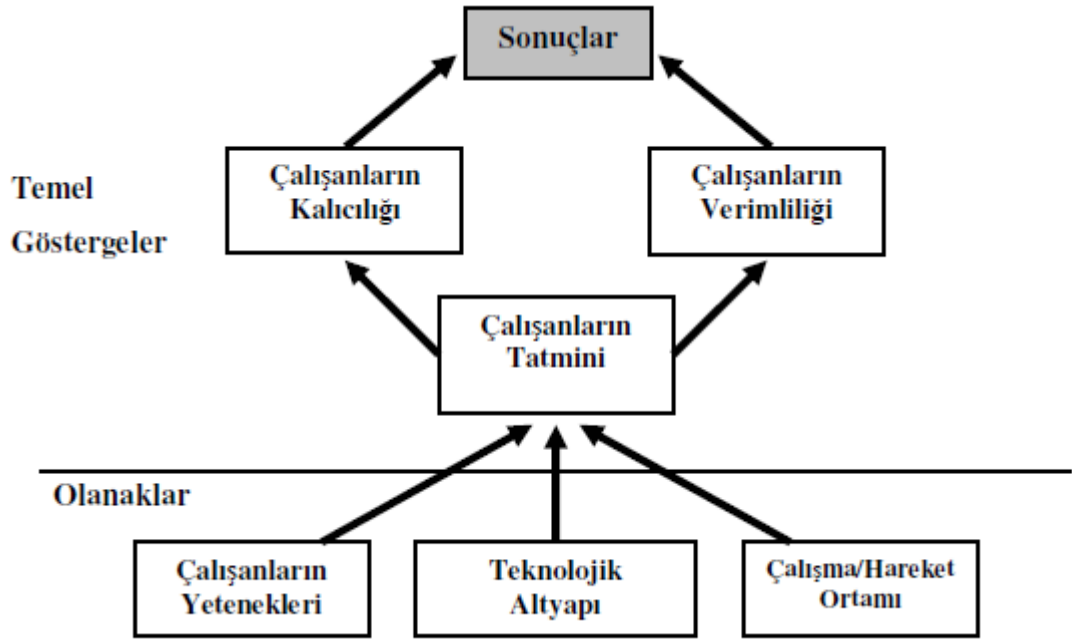 Sonuçlar
Temel
Göstergeler
Çalışanların
Kalıcılığı
Çalışanların
Verimliliği
Çalışanların
Tatmini
Olanaklar
Çalışanların
Yetenekleri
Teknolojik
Altyapı
Çalışma/Hareket
Ortamı